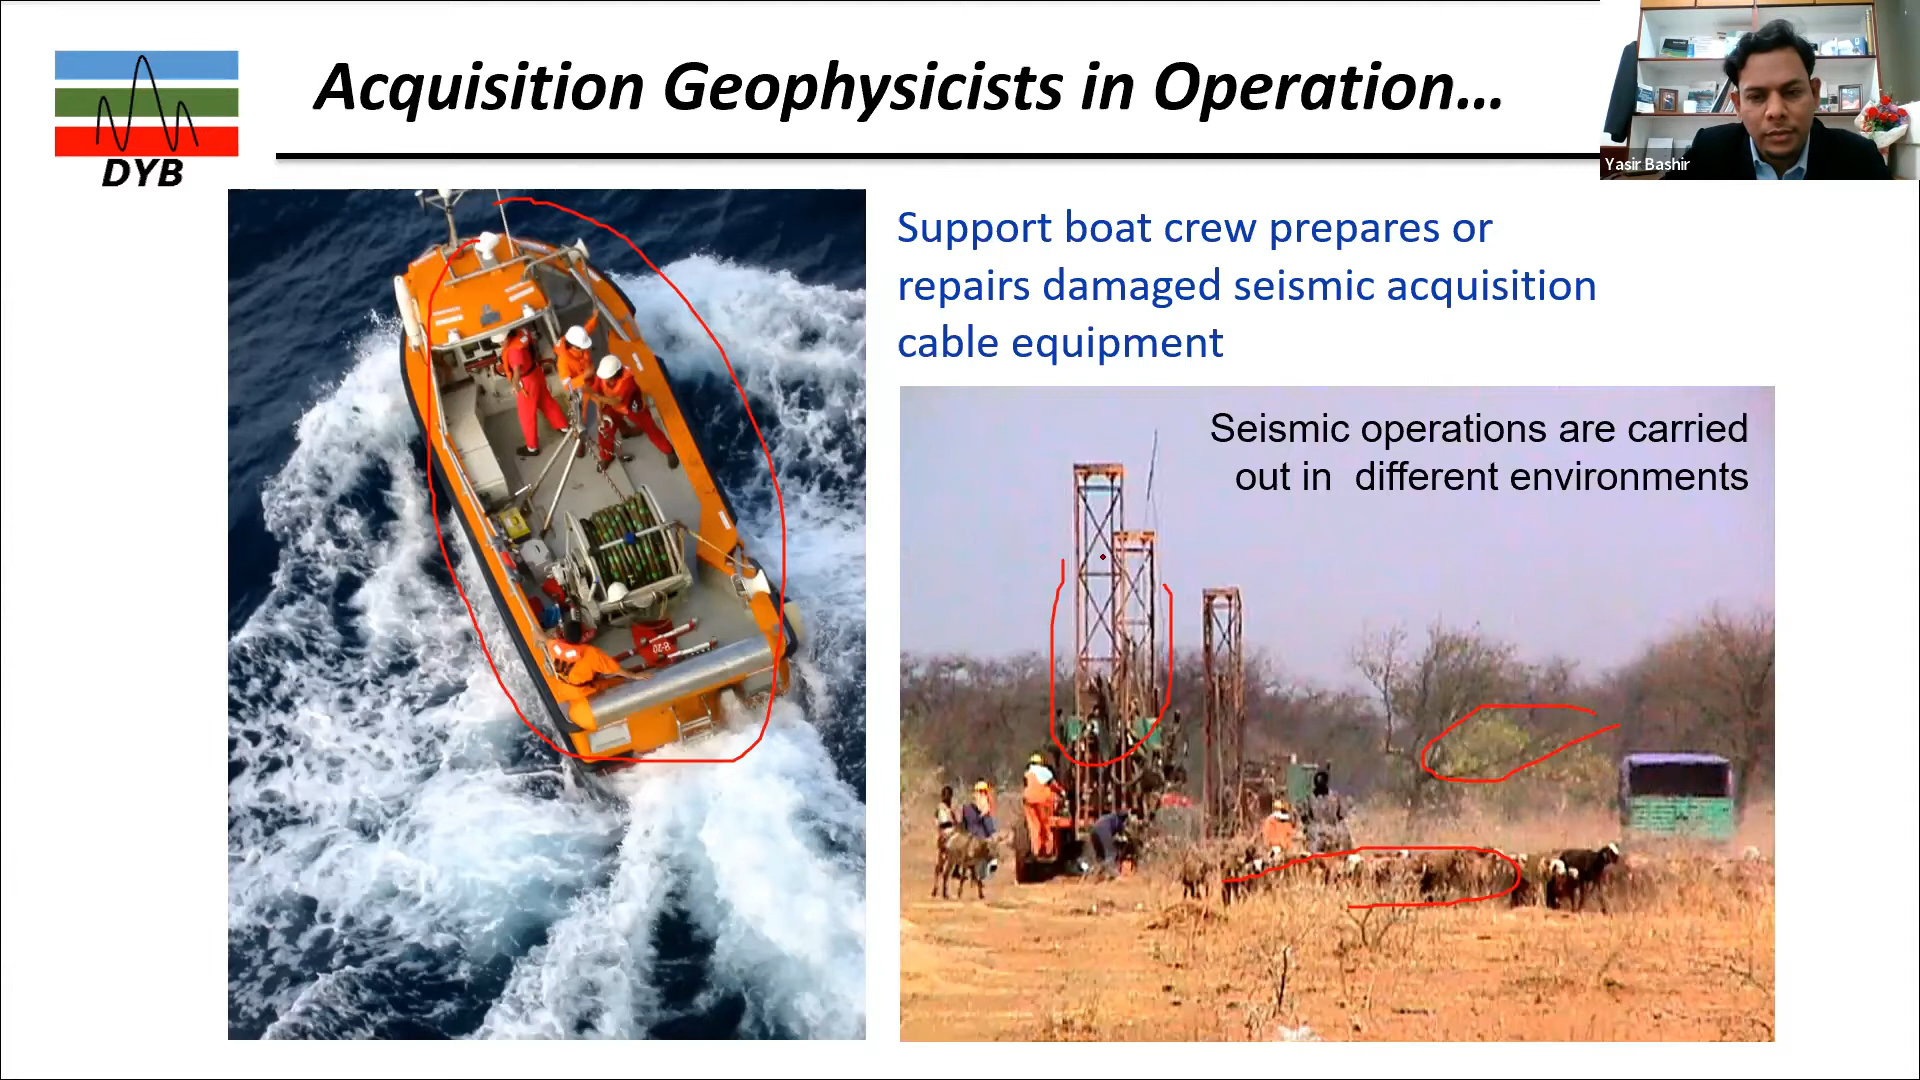 Acquisition Geophysicists in Operation...
DYB
Yasir Bashir
Support boat crew prepares or
repairs damaged seismic acquisition
cable equipment
Seismic operations are carried
out in different environments